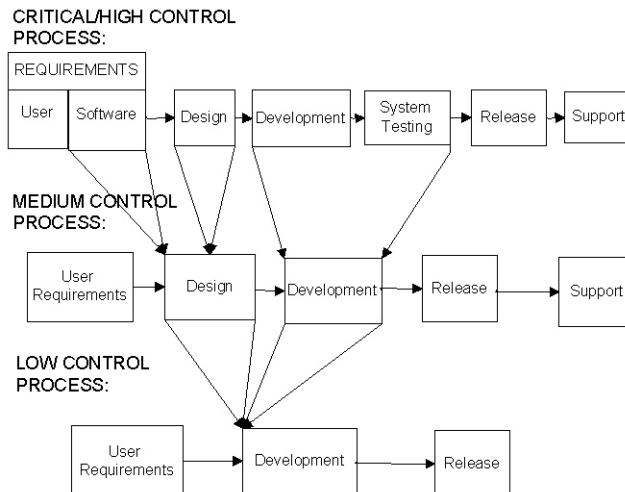 CRITICAL/HIGH CONTROL
PROCESS:
REQUIREMENTS
User
Software
Design
Development
System
Testing
Release
Support
MEDIUM CONTROL
PROCESS:
User
Requirements
Design
Development
Release
Support
LOW CONTROL
PROCESS:
User
Requirements
Development
Release